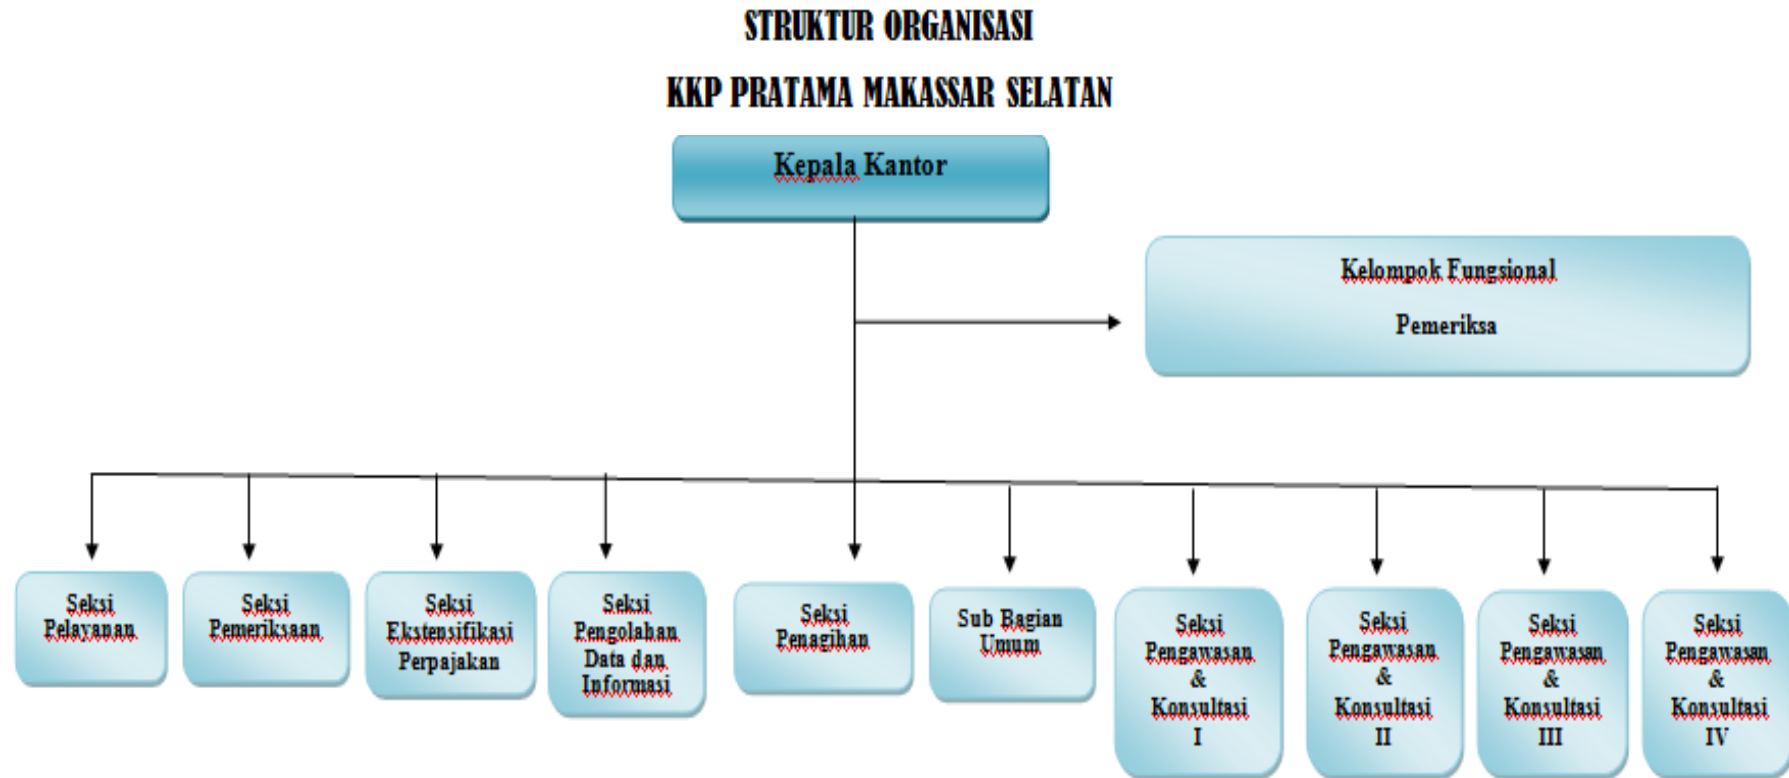 STRUKTUR ORGANISASI
KKP PRATAMA MAKASSAR SELATAN
Kepala Kantor
Kelompok Fungsional
Pemeriksa
Seksi
Pelayanan
Seksi
Pemeriksaan
Seksi
Ekstensifikasi
Perpajakan
Seksi
Pengolahan
Data dan
Informasi
Seksi
Penagihan
Sub Bagian
Umum
Seksi
Pengawasan
&
Konsultasi
I
Seksi
Pengawasan
&
Konsultasi
II
Seksi
Pengawasan
&
Konsultasi
III
Seksi
Pengawasan
&
Konsultasi
IV